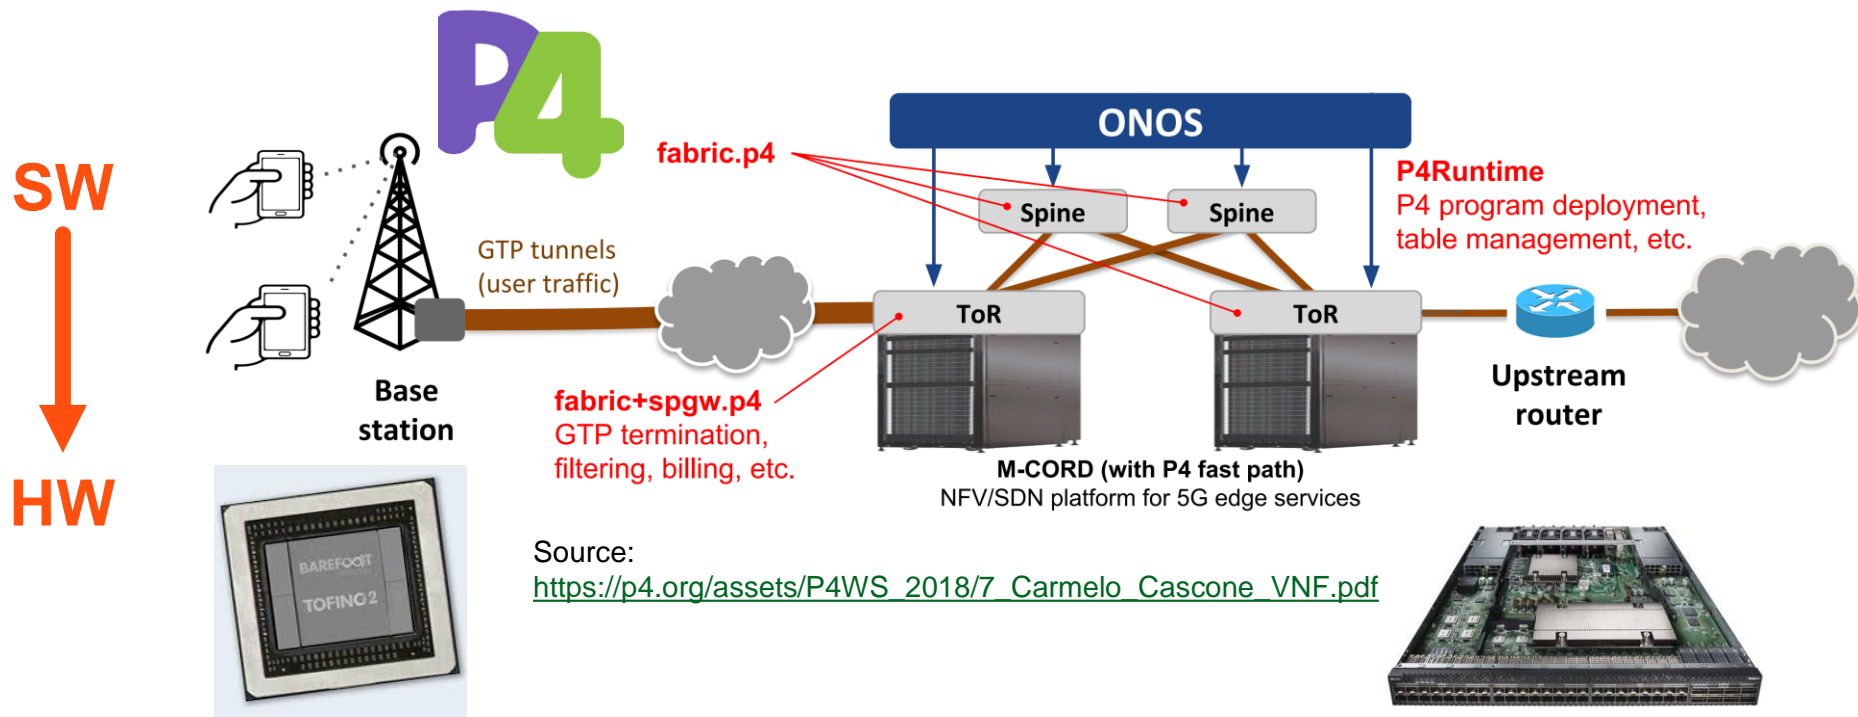 P4
SW
HW
ONOS
fabric.p4
Spine
Spine
P4Runtime
P4 program deployment,
table management, etc.
GTP tunnels
(user traffic)
ToR
ToR
Base
station
fabric+spgw.p4
GTP termination,
filtering, billing, etc.
Upstream
router
M-CORD (with P4 fast path)
NFV/SDN platform for 5G edge services
BAREFOOT
TOFINO 2
Source:
https://p4.org/assets/P4WS_2018/7_Carmelo_Cascone_VNF.pdf